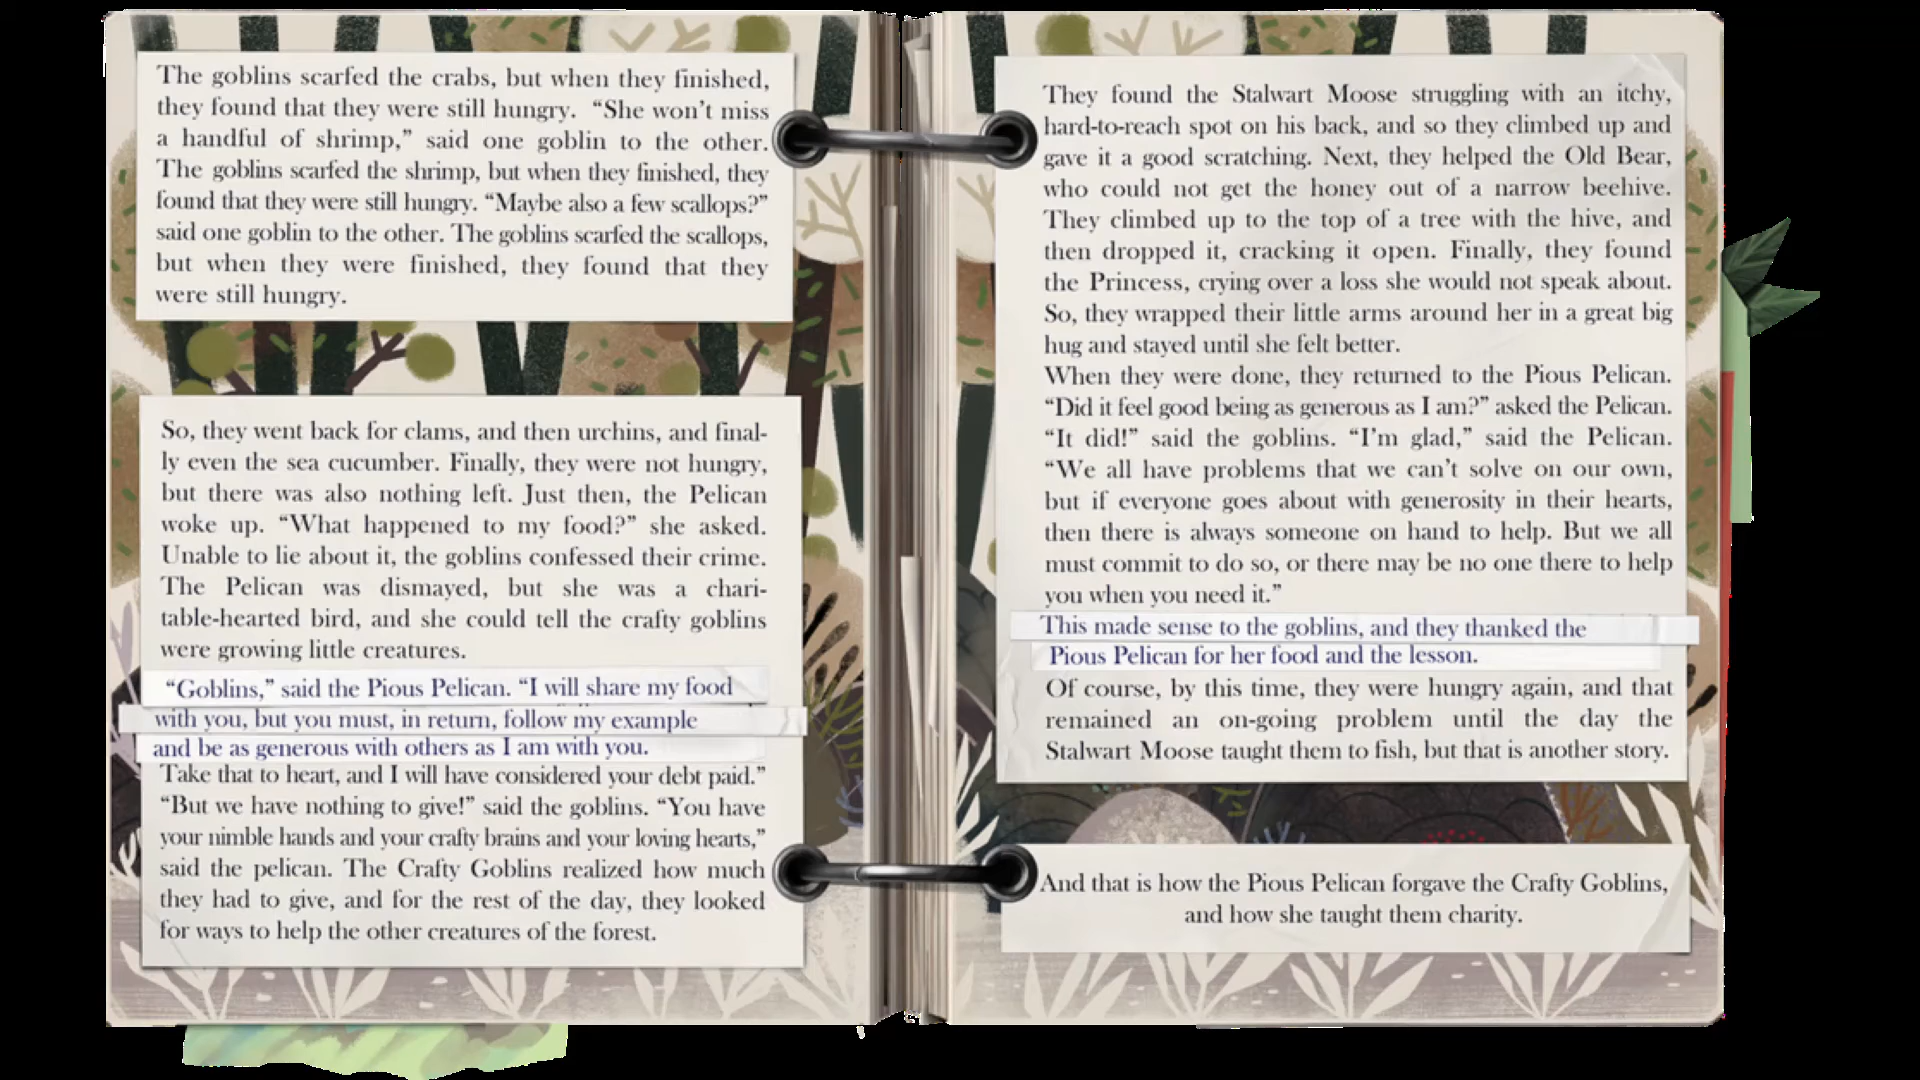 The goblins scarfed the crabs, but when they finished,
they found that they were still hungry. “She won’t miss
a handful of shrimp,” said one goblin to the other.
The goblins scarfed the shrimp, but when they finished, they
found that they were still hungry. “Maybe also a few scallops?”
said one goblin to the other. The goblins scarfed the scallops,
but when they were finished, they found that they
were still hungry.
So, they went back for clams, and then urchins, and final-
ly even the sea cucumber. Finally, they were not hungry,
but there was also nothing left. Just then, the Pelican
woke up. “What happened to my food?” she asked.
Unable to lie about it, the goblins confessed their crime.
The Pelican was dismayed, but she was a chari-
table-hearted bird, and she could tell the crafty goblins
were growing little creatures.
“Goblins,” said the Pious Pelican. “I will share my food
with you, but you must, in return, follow my example
and be as generous with others as I am with you.
Take that to heart, and I will have considered your debt paid.”
“But we have nothing to give!” said the goblins. “You have
your nimble hands and your crafty brains and your loving hearts,”
said the pelican. The Crafty Goblins realized how much
they had to give, and for the rest of the day, they looked
for ways to help the other creatures of the forest.
They found the Stalwart Moose struggling with an itchy,
hard-to-reach spot on his back, and so they climbed up and
gave it a good scratching. Next, they helped the Old Bear,
who could not get the honey out of a narrow beehive.
They climbed up to the top of a tree with the hive, and
then dropped it, cracking it open. Finally, they found
the Princess, crying over a loss she would not speak about.
So, they wrapped their little arms around her in a great big
hug and stayed until she felt better.
When they were done, they returned to the Pious Pelican.
“Did it feel good being as generous as I am?” asked the Pelican.
“It did!” said the goblins. “I’m glad,” said the Pelican.
“We all have problems that we can’t solve on our own,
but if everyone goes about with generosity in their hearts,
then there is always someone on hand to help. But we all
must commit to do so, or there may be no one there to help
you when you need it.”
This made sense to the goblins, and they thanked the
Pious Pelican for her food and the lesson.
Of course, by this time, they were hungry again, and that
remained an on-going problem until the day the
Stalwart Moose taught them to fish, but that is another story.
And that is how the Pious Pelican forgave the Crafty Goblins,
and how she taught them charity.